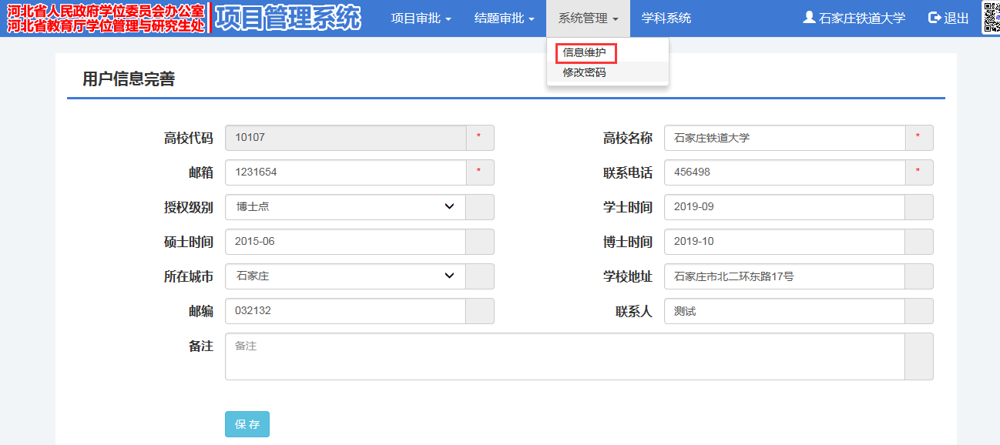 河北省人民政府学位委员会办公室
河北省教育厅学位管理与研究生处
项目管理系统
项目审批
结题审批
系统管理
学科系统
石家庄铁道大学
退出
信息维护
修改密码
用户信息完善
高校代码 10107 *
高校名称 石家庄铁道大学 *
邮箱 1231654 *
联系电话 456498 *
授权级别 博士点
学士时间 2019-09
硕士时间 2015-06
博士时间 2019-10
所在城市 石家庄
学校地址 石家庄市北二环东路17号
邮编 032132
联系人 测试
备注 备注
保 存